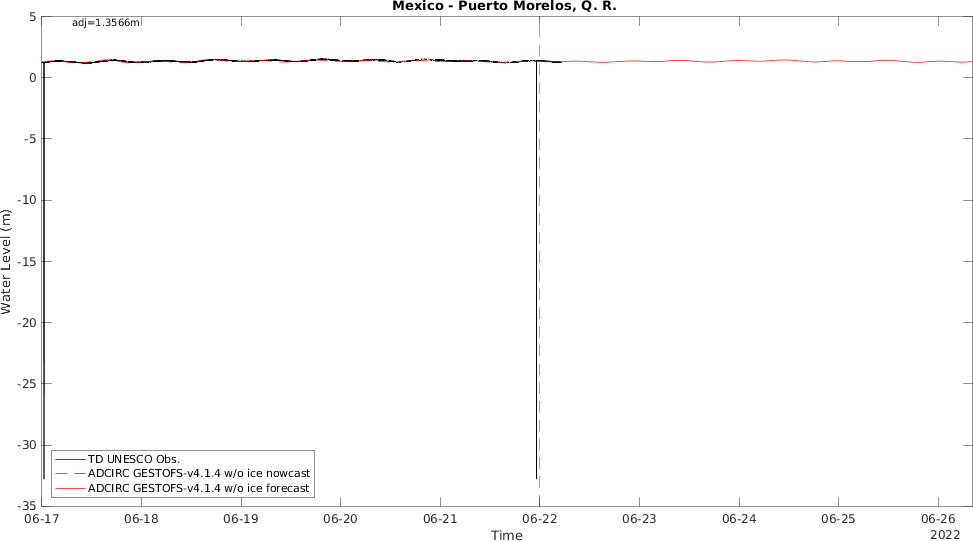 Mexico - Puerto Morelos, Q. R.
adj=1.3566m
5
0
-5
-10
-15
-20
-25
-30
-35
Water Level (m)
TD UNESCO Obs.
ADCIRC GESTOFS-v4.1.4 w/o ice nowcast
ADCIRC GESTOFS-v4.1.4 w/o ice forecast
06-17 06-18 06-19 06-20 06-21 06-22 06-23 06-24 06-25 06-26
Time
2022